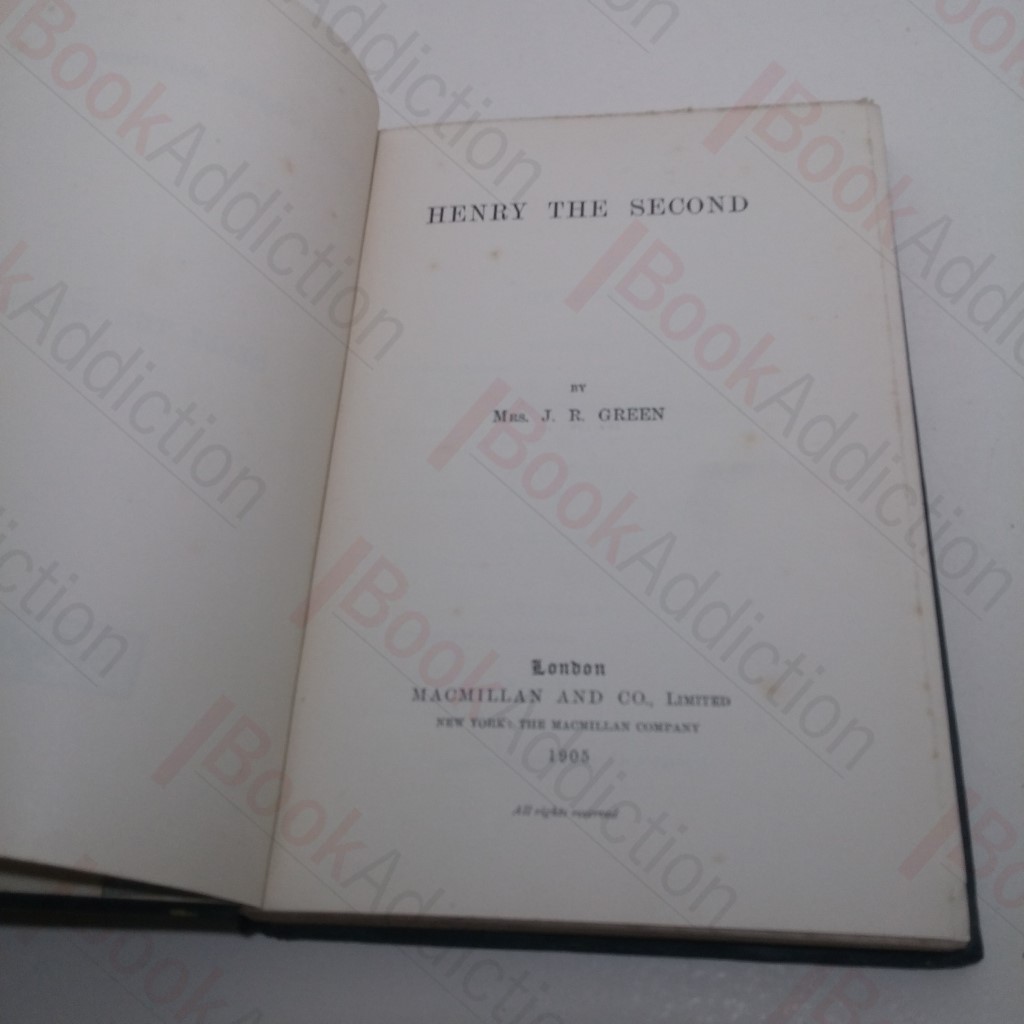 HENRY THE SECOND
BY
MRS. J. R. GREEN
London
MACMILLAN AND CO., LIMITED
NEW YORK: THE MACMILLAN COMPANY
1905
All rights reserved
BookAddiction